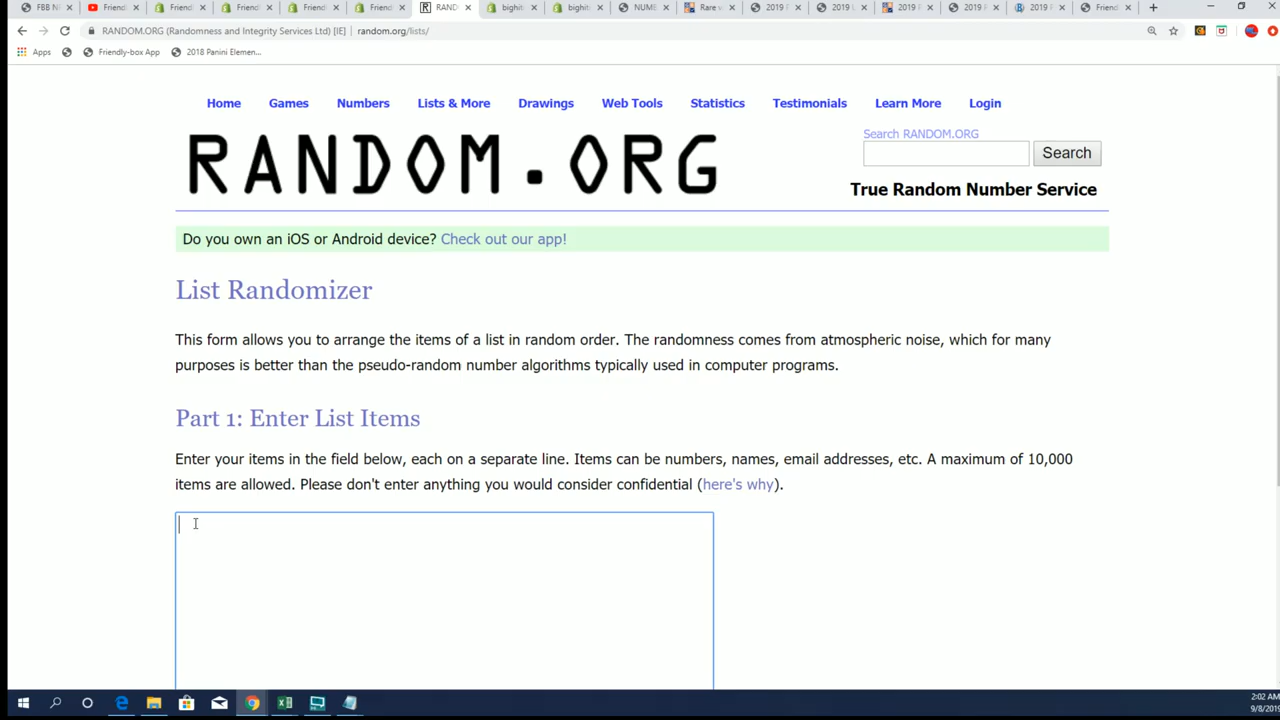 FBB N
Friend
Friend
Friend
Friend
Friend
RAND
bighit
bighit
NUMB
Rare v
2019 F
2019 L
2019 F
2019 P
2019 P
Friend
RANDOM.ORG (Randomness and Integrity Services Ltd) [IE] | random.org/lists/
Apps Friendly-box App 2018 Panini Elemen...
Home Games Numbers Lists & More Drawings Web Tools Statistics Testimonials Learn More Login
RANDOM.ORG
Search RANDOM.ORG
Search
True Random Number Service
Do you own an iOS or Android device? Check out our app!
List Randomizer
This form allows you to arrange the items of a list in random order. The randomness comes from atmospheric noise, which for many
purposes is better than the pseudo-random number algorithms typically used in computer programs.
Part 1: Enter List Items
Enter your items in the field below, each on a separate line. Items can be numbers, names, email addresses, etc. A maximum of 10,000
items are allowed. Please don't enter anything you would consider confidential (here's why).
2:02 AM
9/8/2019